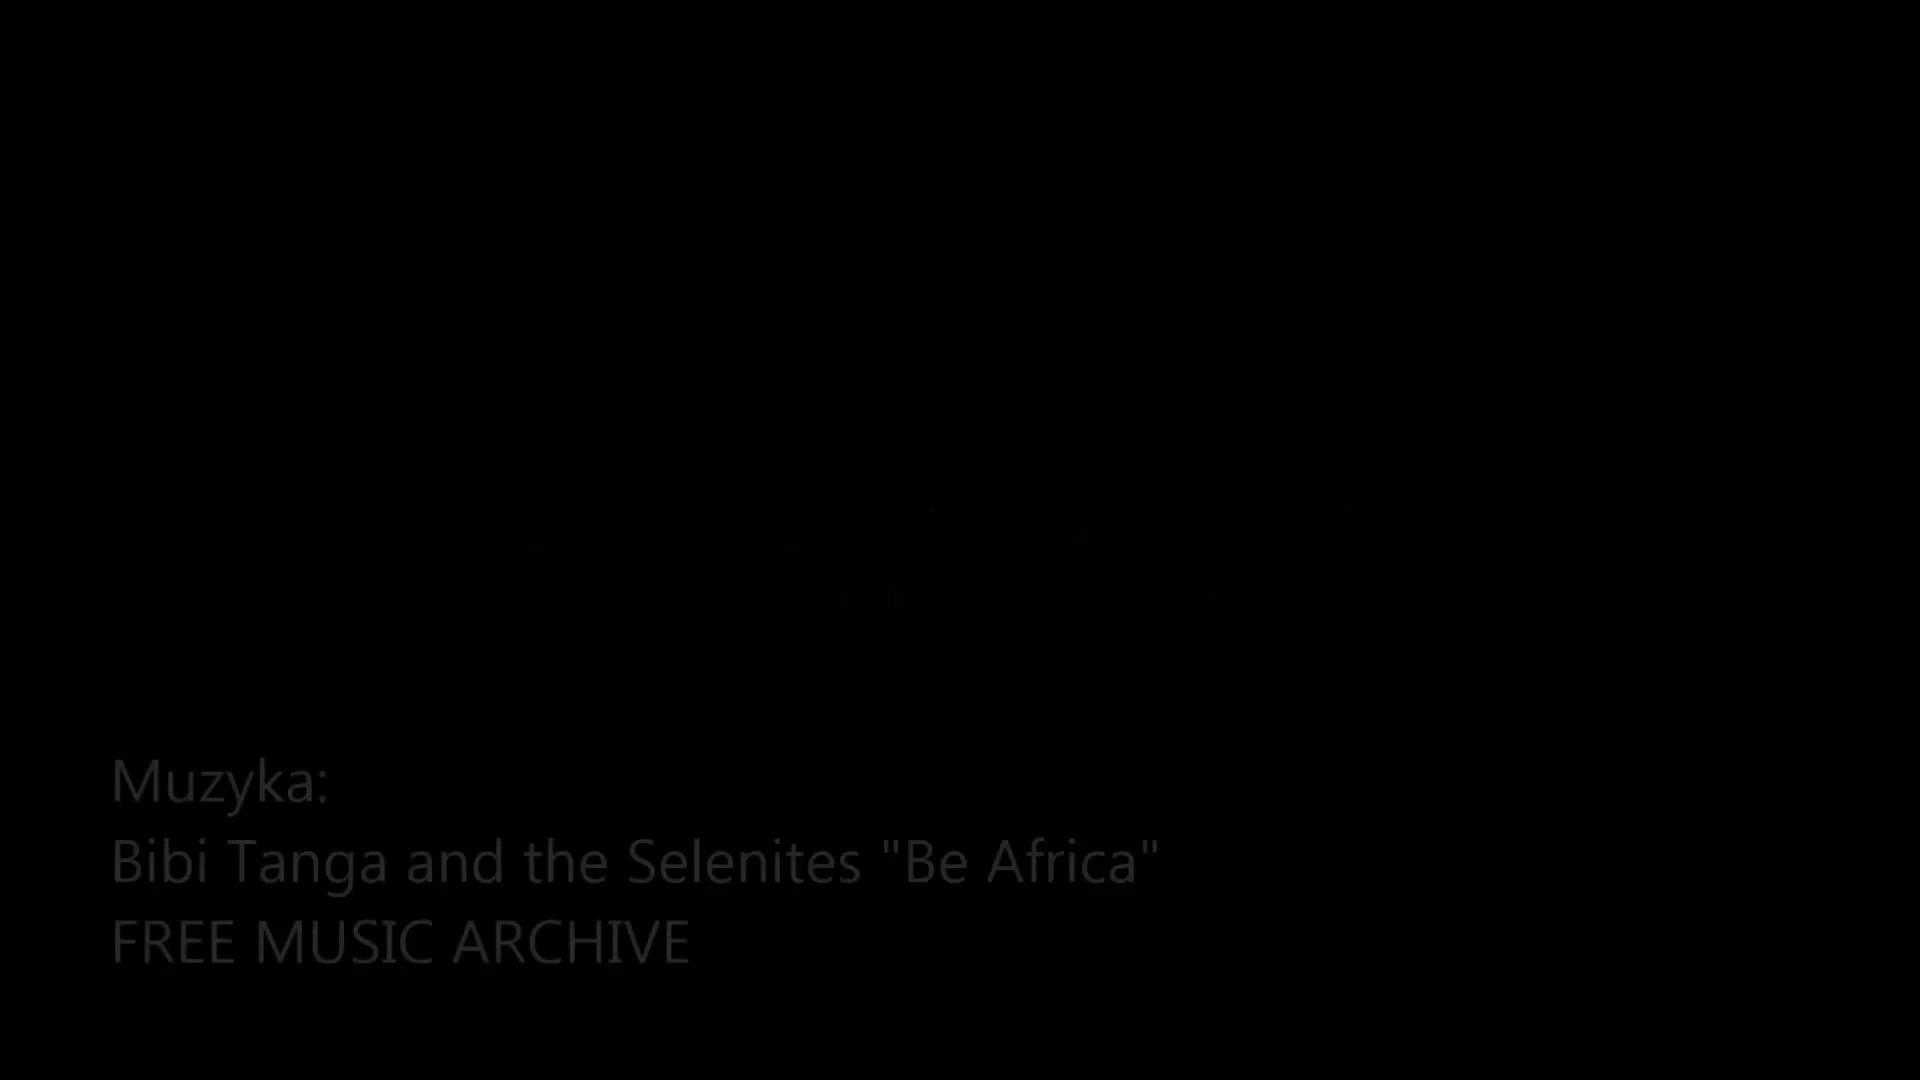 Muzyka:
Bibi Tanga and the Selenites "Be Africa"
FREE MUSIC ARCHIVE